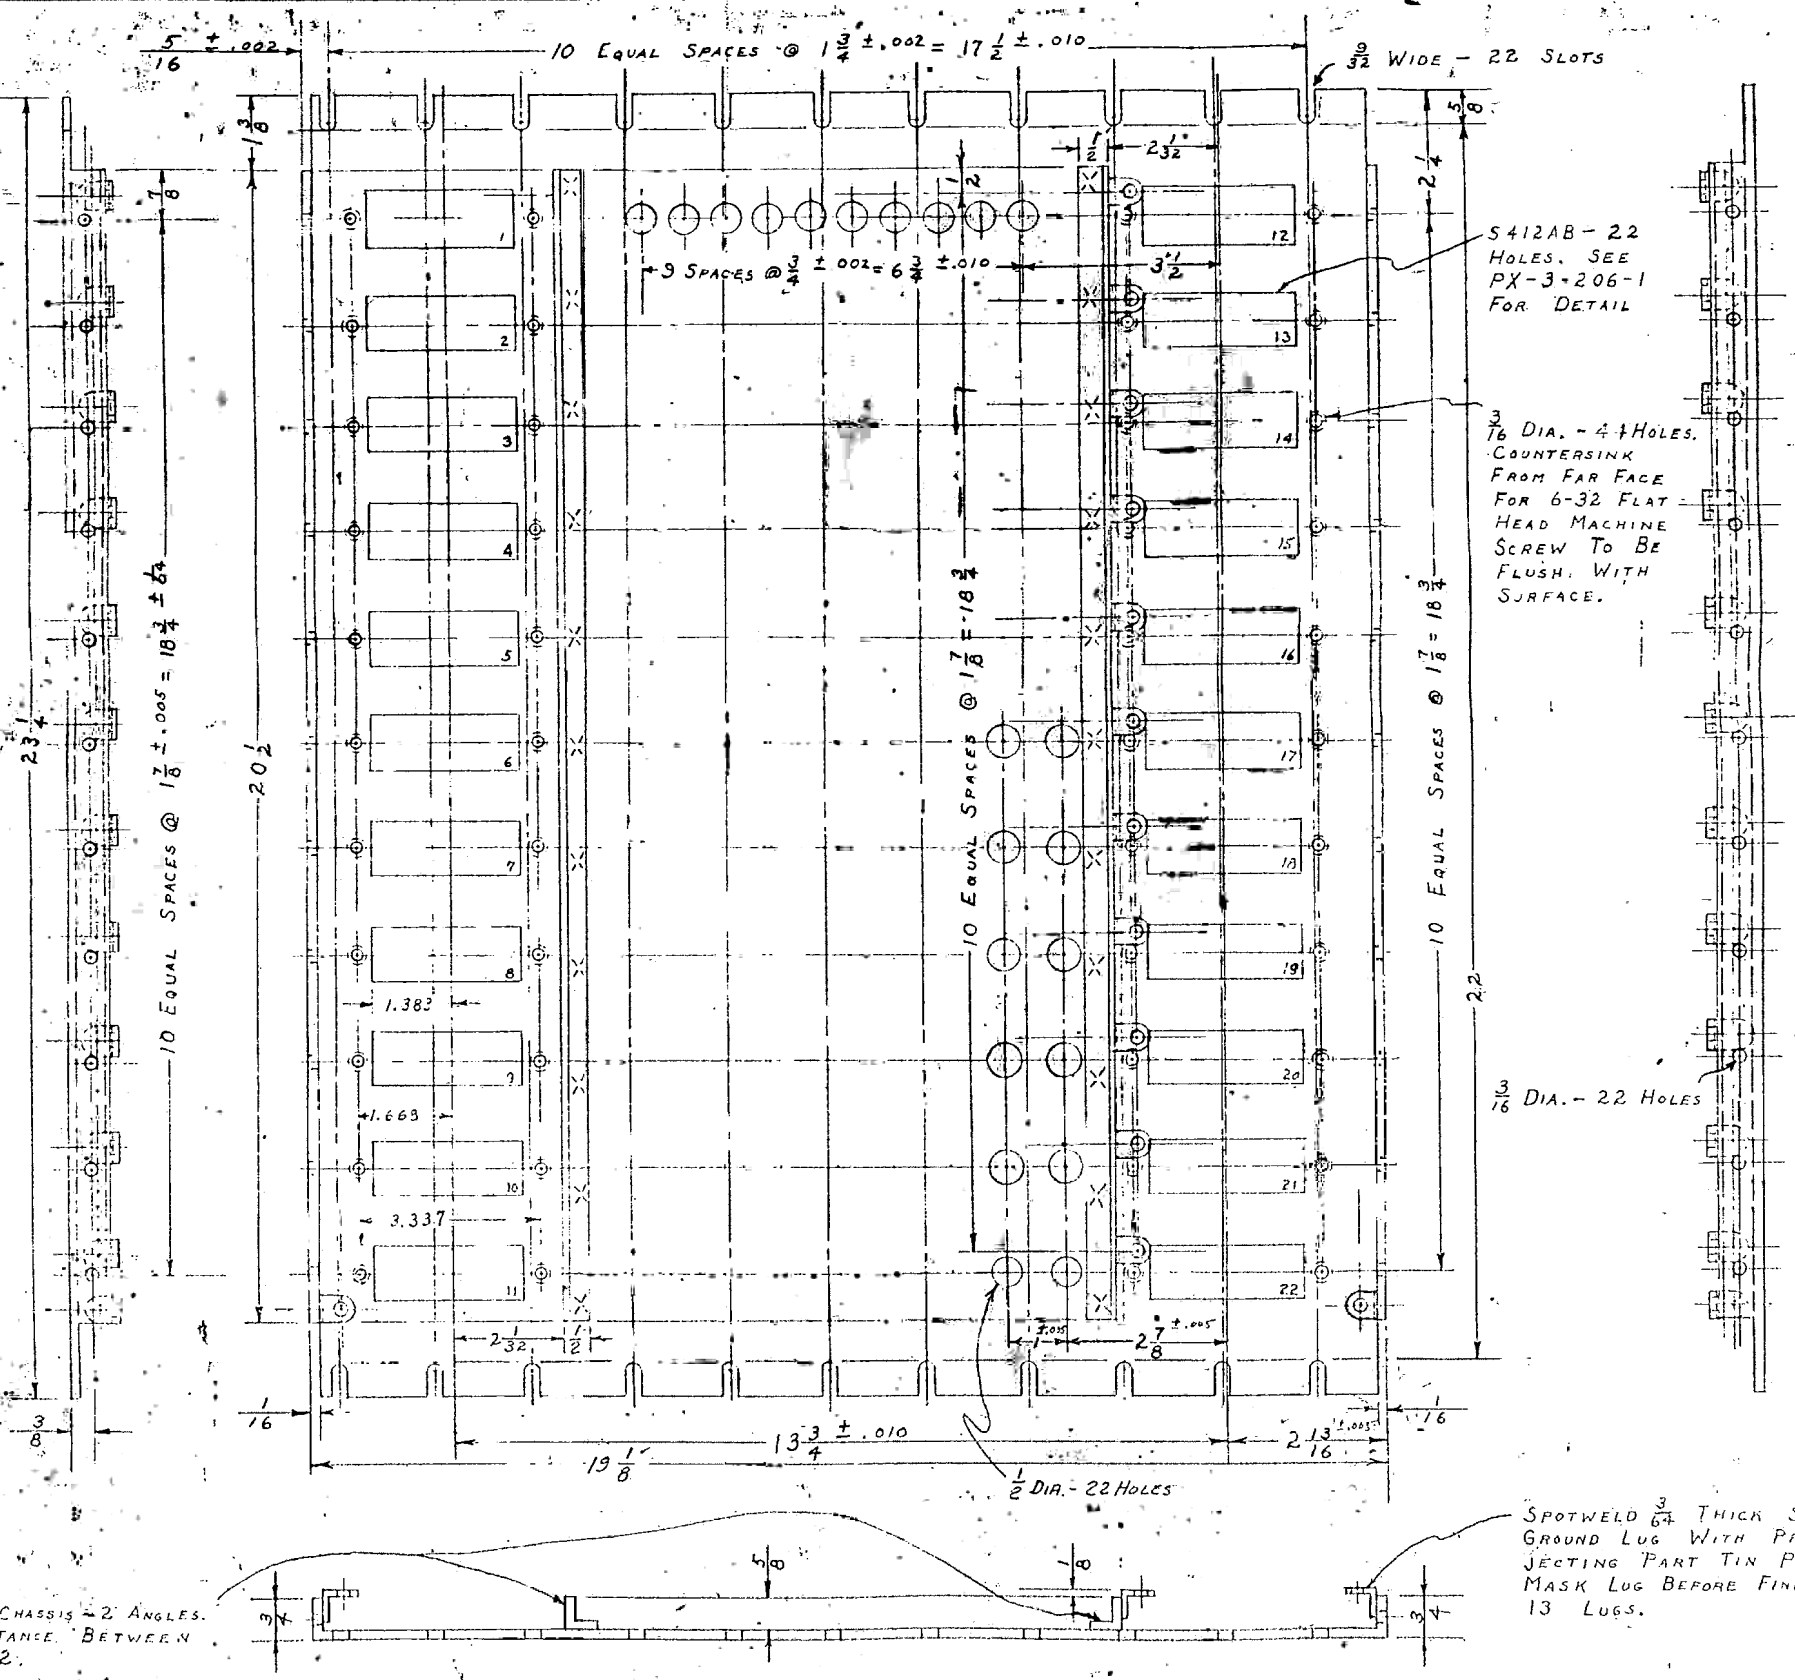 5/16 ± .002
10 EQUAL SPACES @ 1 3/4 ± .002 = 17 1/2 ± .010
9/32 WIDE - 22 SLOTS
1 3/8
5/8
1/2
2 1/32
2 1/4
7/8
1/2
1
12
9 SPACES @ 3/4 ± .002 = 6 3/4 ± .010
3 1/2
S412AB - 22
HOLES. SEE
PX-3-206-1
FOR DETAIL
2
13
3
14
3/16 DIA. - 44 HOLES.
COUNTERSINK
FROM FAR FACE
FOR 6-32 FLAT
HEAD MACHINE
SCREW TO BE
FLUSH WITH
SURFACE.
4
15
5
16
23 1/4
10 EQUAL SPACES @ 1 7/8 ± .005 = 18 3/4 ± 1/64
20 1/2
10 EQUAL SPACES @ 1 7/8 = 18 3/4
10 EQUAL SPACES @ 1 7/8 = 18 3/4
22
6
17
7
18
8
19
1.383
9
20
1.669
3/16 DIA. - 22 HOLES
10
21
3.337
11
22
2 1/32
1/2
1 ±.005
2 7/8 ±.005
3/8
1/16
1/16
13 3/4 ± .010
2 13/16 ±.005
19 1/8
1/2 DIA. - 22 HOLES
SPOTWELD 3/64 THICK
GROUND LUG WITH
JECTING PART TIN
MASK LUG BEFORE
13 LUGS.
5/8
1/8
3/4
3/4
CHASSIS - 2 ANGLES.
BETWEEN
2.